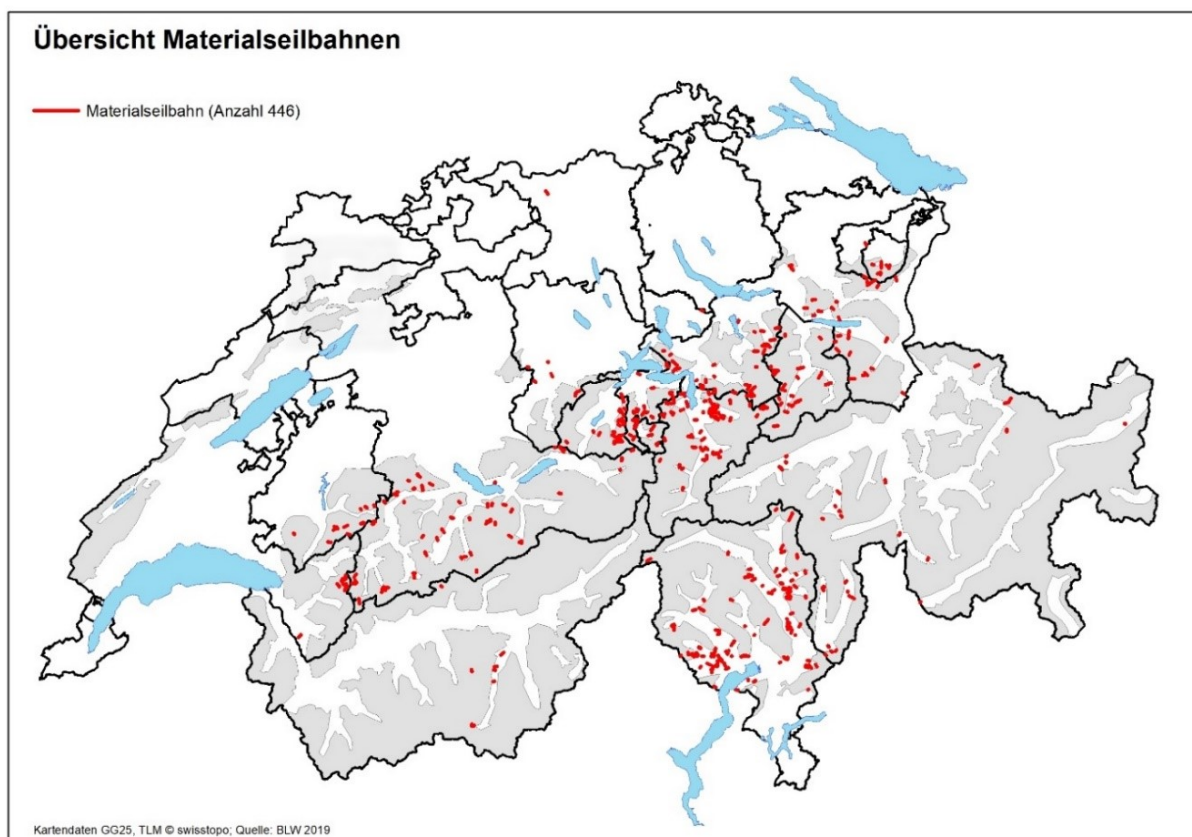 Übersicht Materialseilbahnen
Materialseilbahn (Anzahl 446)
Kartendaten GG25, TLM © swisstopo; Quelle: BLW 2019